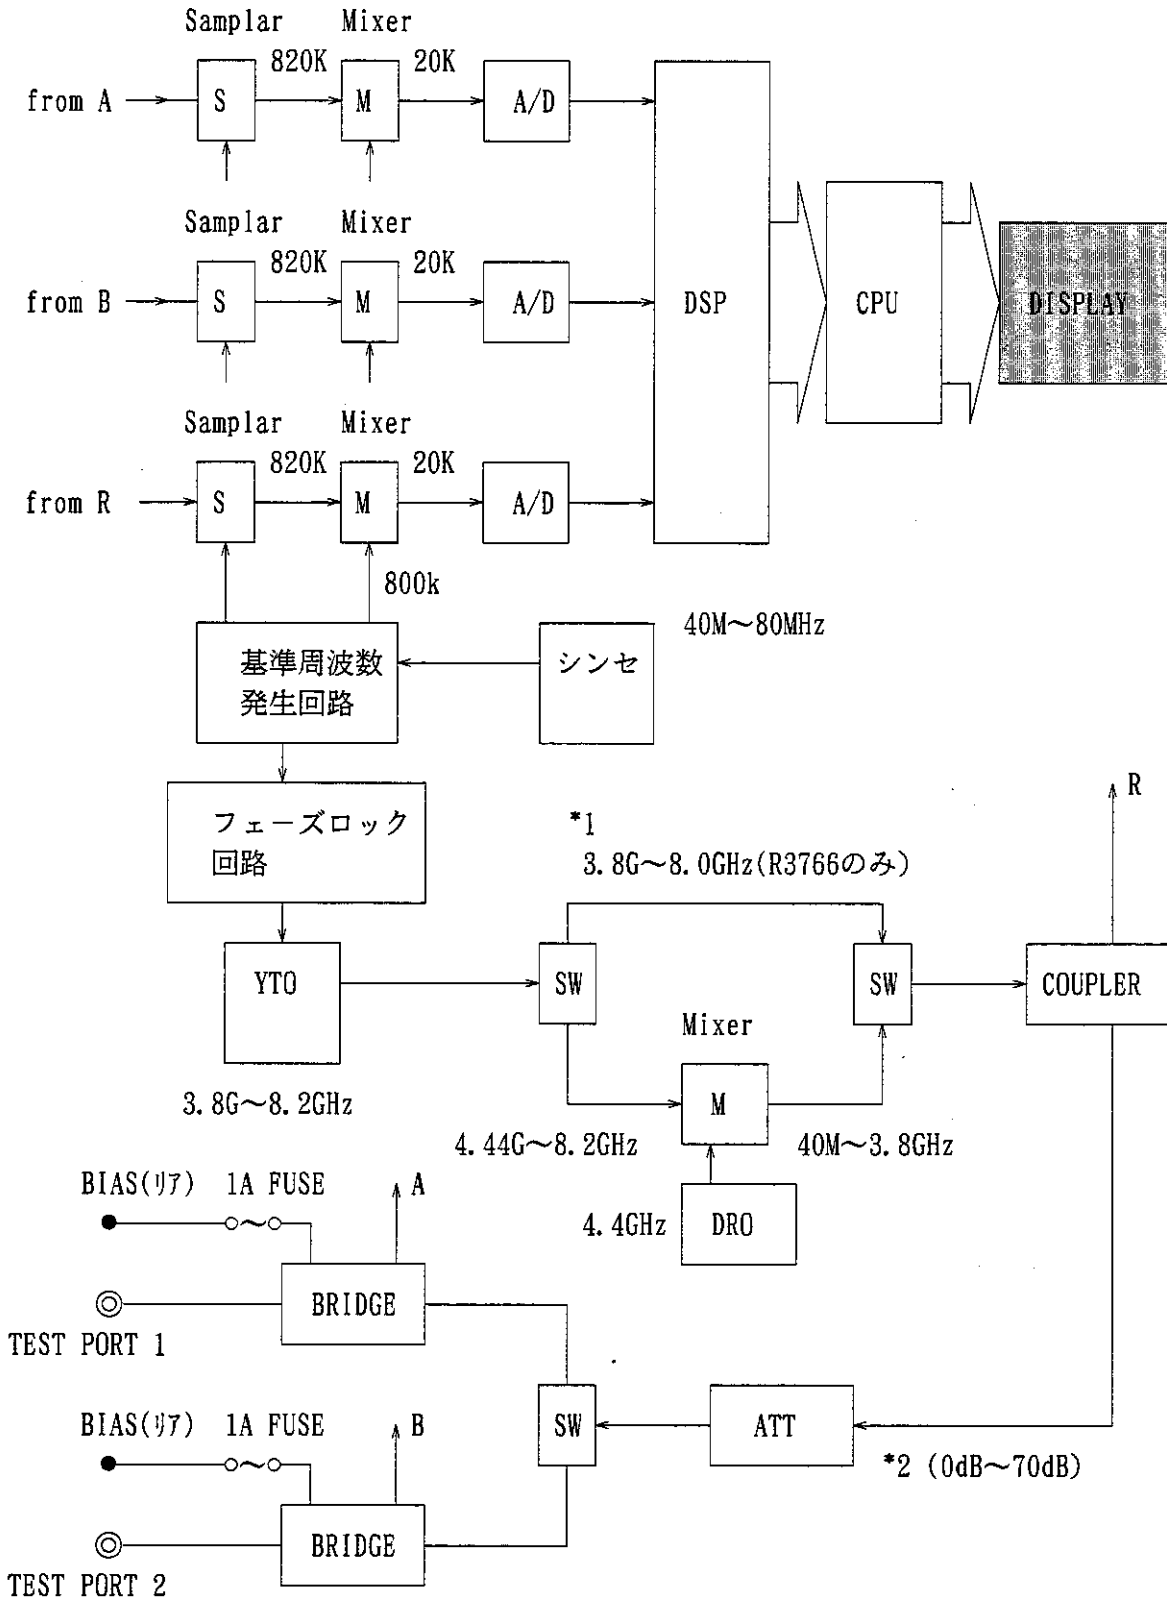 Samplar Mixer
820K 20K
from A S M A/D
Samplar Mixer
820K 20K
from B S M A/D DSP CPU DISPLAY
Samplar Mixer
820K 20K
from R S M A/D
800k
40M～80MHz
基準周波数 シンセ
発生回路
R
フェーズロック *1
回路 3.8G～8.0GHz(R3766のみ)
YTO SW SW COUPLER
Mixer
3.8G～8.2GHz M
4.44G～8.2GHz 40M～3.8GHz
BIAS(ﾘｱ) 1A FUSE A
4.4GHz DRO
BRIDGE
TEST PORT 1
BIAS(ﾘｱ) 1A FUSE B SW ATT
*2 (0dB～70dB)
BRIDGE
TEST PORT 2